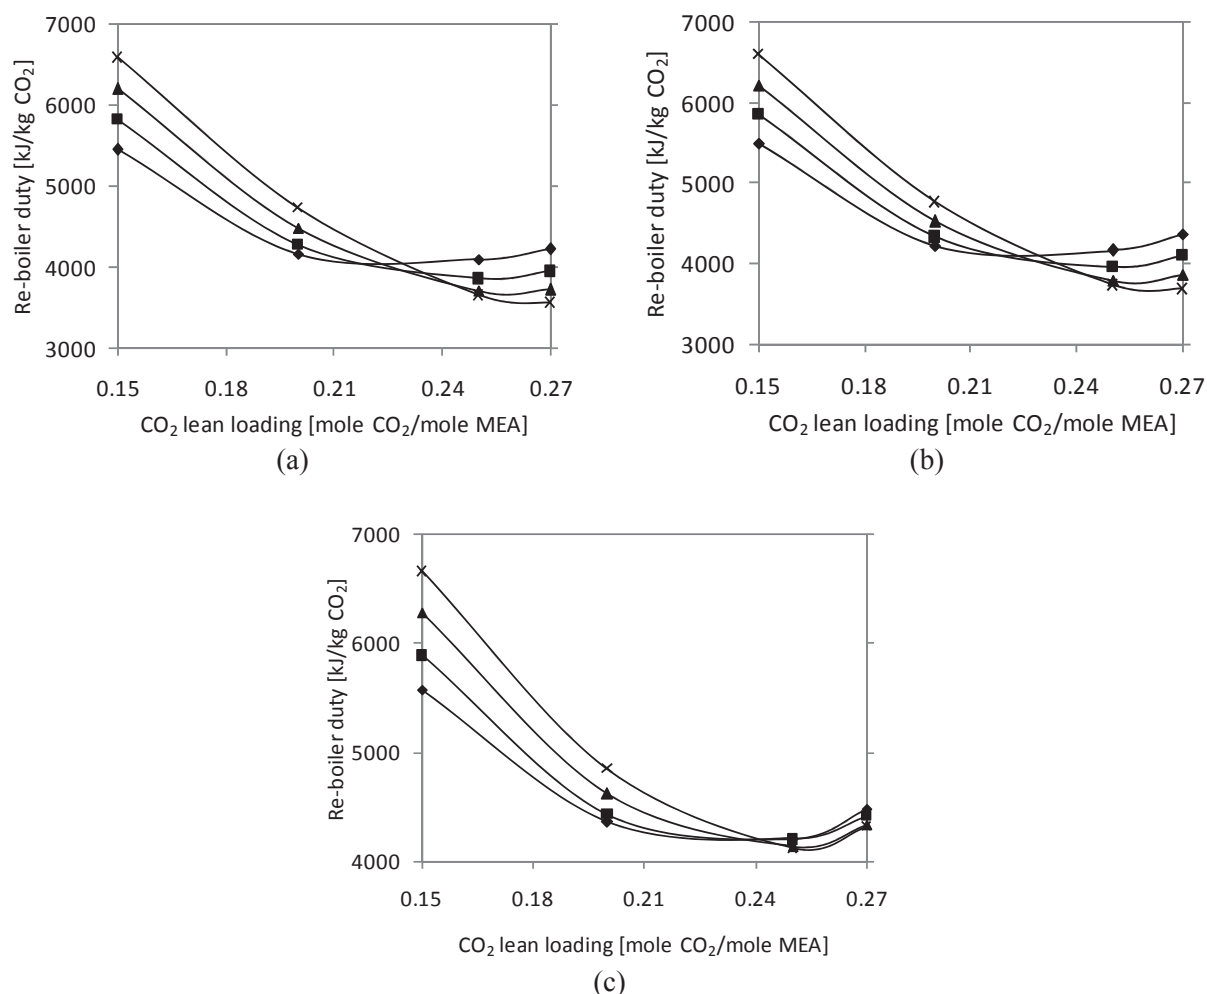 Re-boiler duty [kJ/kg CO₂]
7000
6000
5000
4000
3000
0.15 0.18 0.21 0.24 0.27
CO₂ lean loading [mole CO₂/mole MEA]
(a)
Re-boiler duty [kJ/kg CO₂]
7000
6000
5000
4000
3000
0.15 0.18 0.21 0.24 0.27
CO₂ lean loading [mole CO₂/mole MEA]
(b)
Re-boiler duty [kJ/kg CO₂]
7000
6000
5000
4000
0.15 0.18 0.21 0.24 0.27
CO₂ lean loading [mole CO₂/mole MEA]
(c)